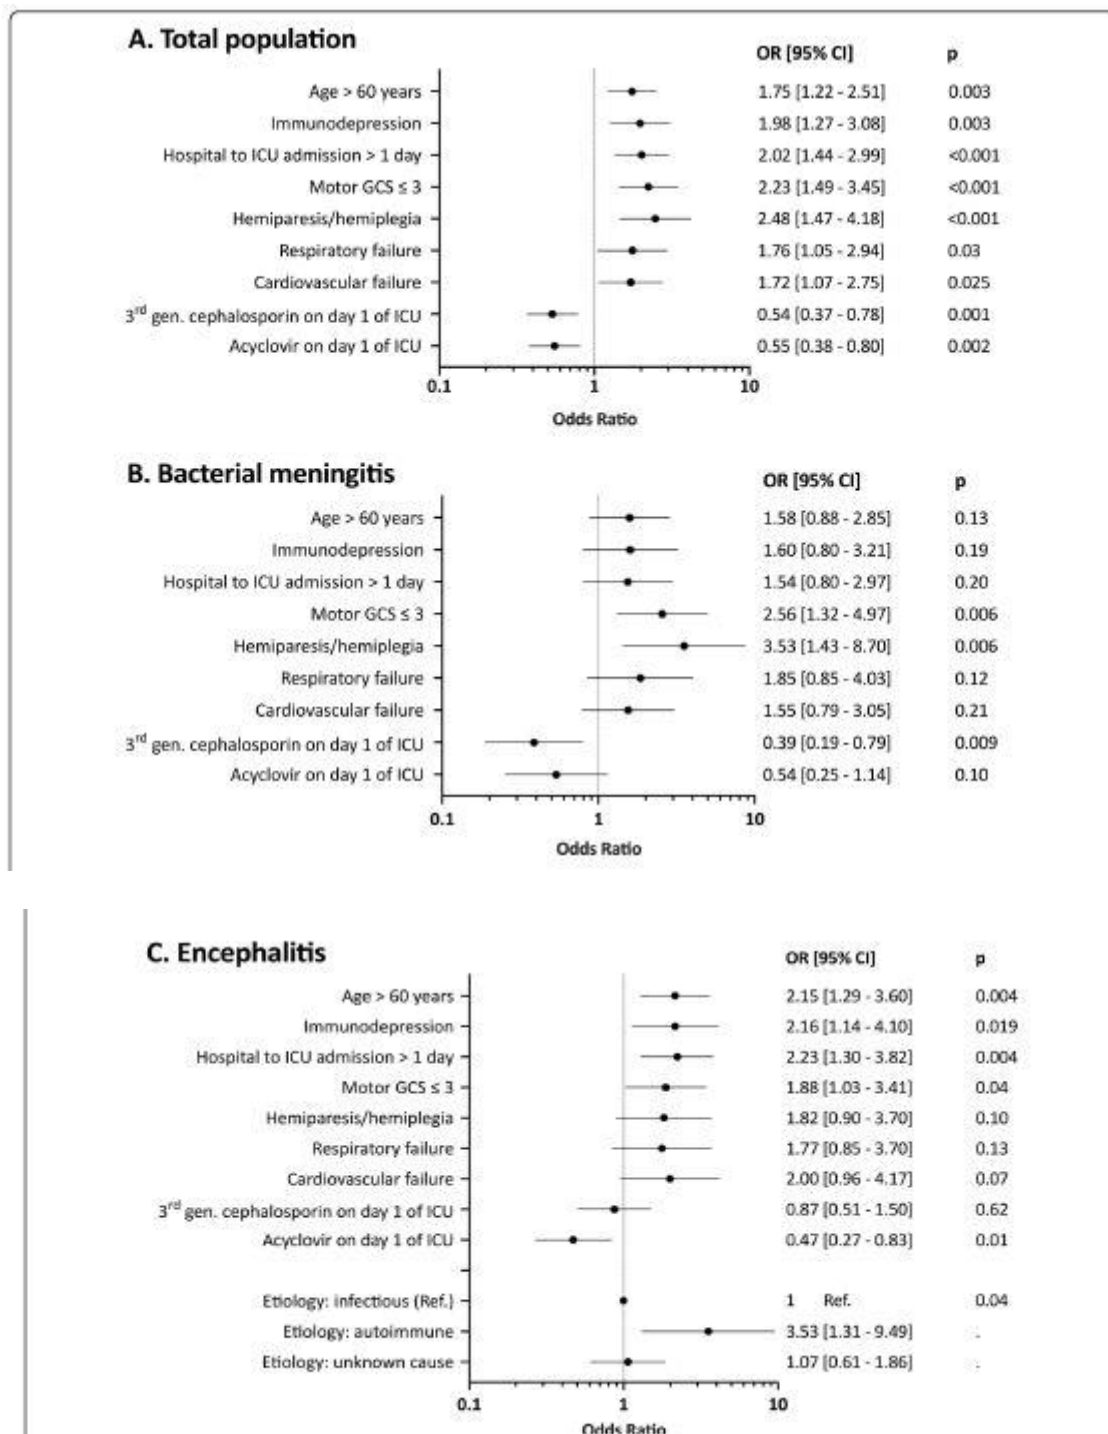 A. Total population
OR [95% CI] p
Age > 60 years 1.75 [1.22 - 2.51] 0.003
Immunodepression 1.98 [1.27 - 3.08] 0.003
Hospital to ICU admission > 1 day 2.02 [1.44 - 2.99] <0.001
Motor GCS ≤ 3 2.23 [1.49 - 3.45] <0.001
Hemiparesis/hemiplegia 2.48 [1.47 - 4.18] <0.001
Respiratory failure 1.76 [1.05 - 2.94] 0.03
Cardiovascular failure 1.72 [1.07 - 2.75] 0.025
3rd gen. cephalosporin on day 1 of ICU 0.54 [0.37 - 0.78] 0.001
Acyclovir on day 1 of ICU 0.55 [0.38 - 0.80] 0.002
0.1 1 10
Odds Ratio
B. Bacterial meningitis
OR [95% CI] p
Age > 60 years 1.58 [0.88 - 2.85] 0.13
Immunodepression 1.60 [0.80 - 3.21] 0.19
Hospital to ICU admission > 1 day 1.54 [0.80 - 2.97] 0.20
Motor GCS ≤ 3 2.56 [1.32 - 4.97] 0.006
Hemiparesis/hemiplegia 3.53 [1.43 - 8.70] 0.006
Respiratory failure 1.85 [0.85 - 4.03] 0.12
Cardiovascular failure 1.55 [0.79 - 3.05] 0.21
3rd gen. cephalosporin on day 1 of ICU 0.39 [0.19 - 0.79] 0.009
Acyclovir on day 1 of ICU 0.54 [0.25 - 1.14] 0.10
0.1 1 10
Odds Ratio
C. Encephalitis
OR [95% CI] p
Age > 60 years 2.15 [1.29 - 3.60] 0.004
Immunodepression 2.16 [1.14 - 4.10] 0.019
Hospital to ICU admission > 1 day 2.23 [1.30 - 3.82] 0.004
Motor GCS ≤ 3 1.88 [1.03 - 3.41] 0.04
Hemiparesis/hemiplegia 1.82 [0.90 - 3.70] 0.10
Respiratory failure 1.77 [0.85 - 3.70] 0.13
Cardiovascular failure 2.00 [0.96 - 4.17] 0.07
3rd gen. cephalosporin on day 1 of ICU 0.87 [0.51 - 1.50] 0.62
Acyclovir on day 1 of ICU 0.47 [0.27 - 0.83] 0.01
Etiology: infectious (Ref.) 1 Ref. 0.04
Etiology: autoimmune 3.53 [1.31 - 9.49] .
Etiology: unknown cause 1.07 [0.61 - 1.86] .
0.1 1 10
Odds Ratio